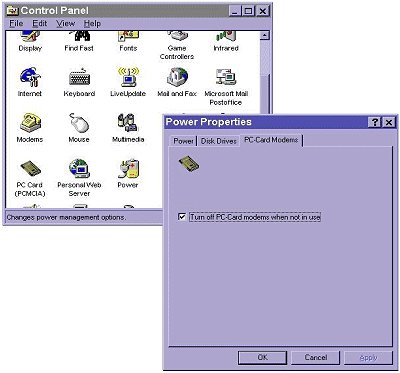 Control Panel
File Edit View Help
Display Find Fast Fonts Game Controllers Infrared
Internet Keyboard LiveUpdate Mail and Fax Microsoft Mail Postoffice
Modems Mouse Multimedia
PC Card (PCMCIA) Personal Web Server Power
Changes power management options.
Power Properties
Power Disk Drives PC-Card Modems
Turn off PC-Card modems when not in use
OK Cancel Apply